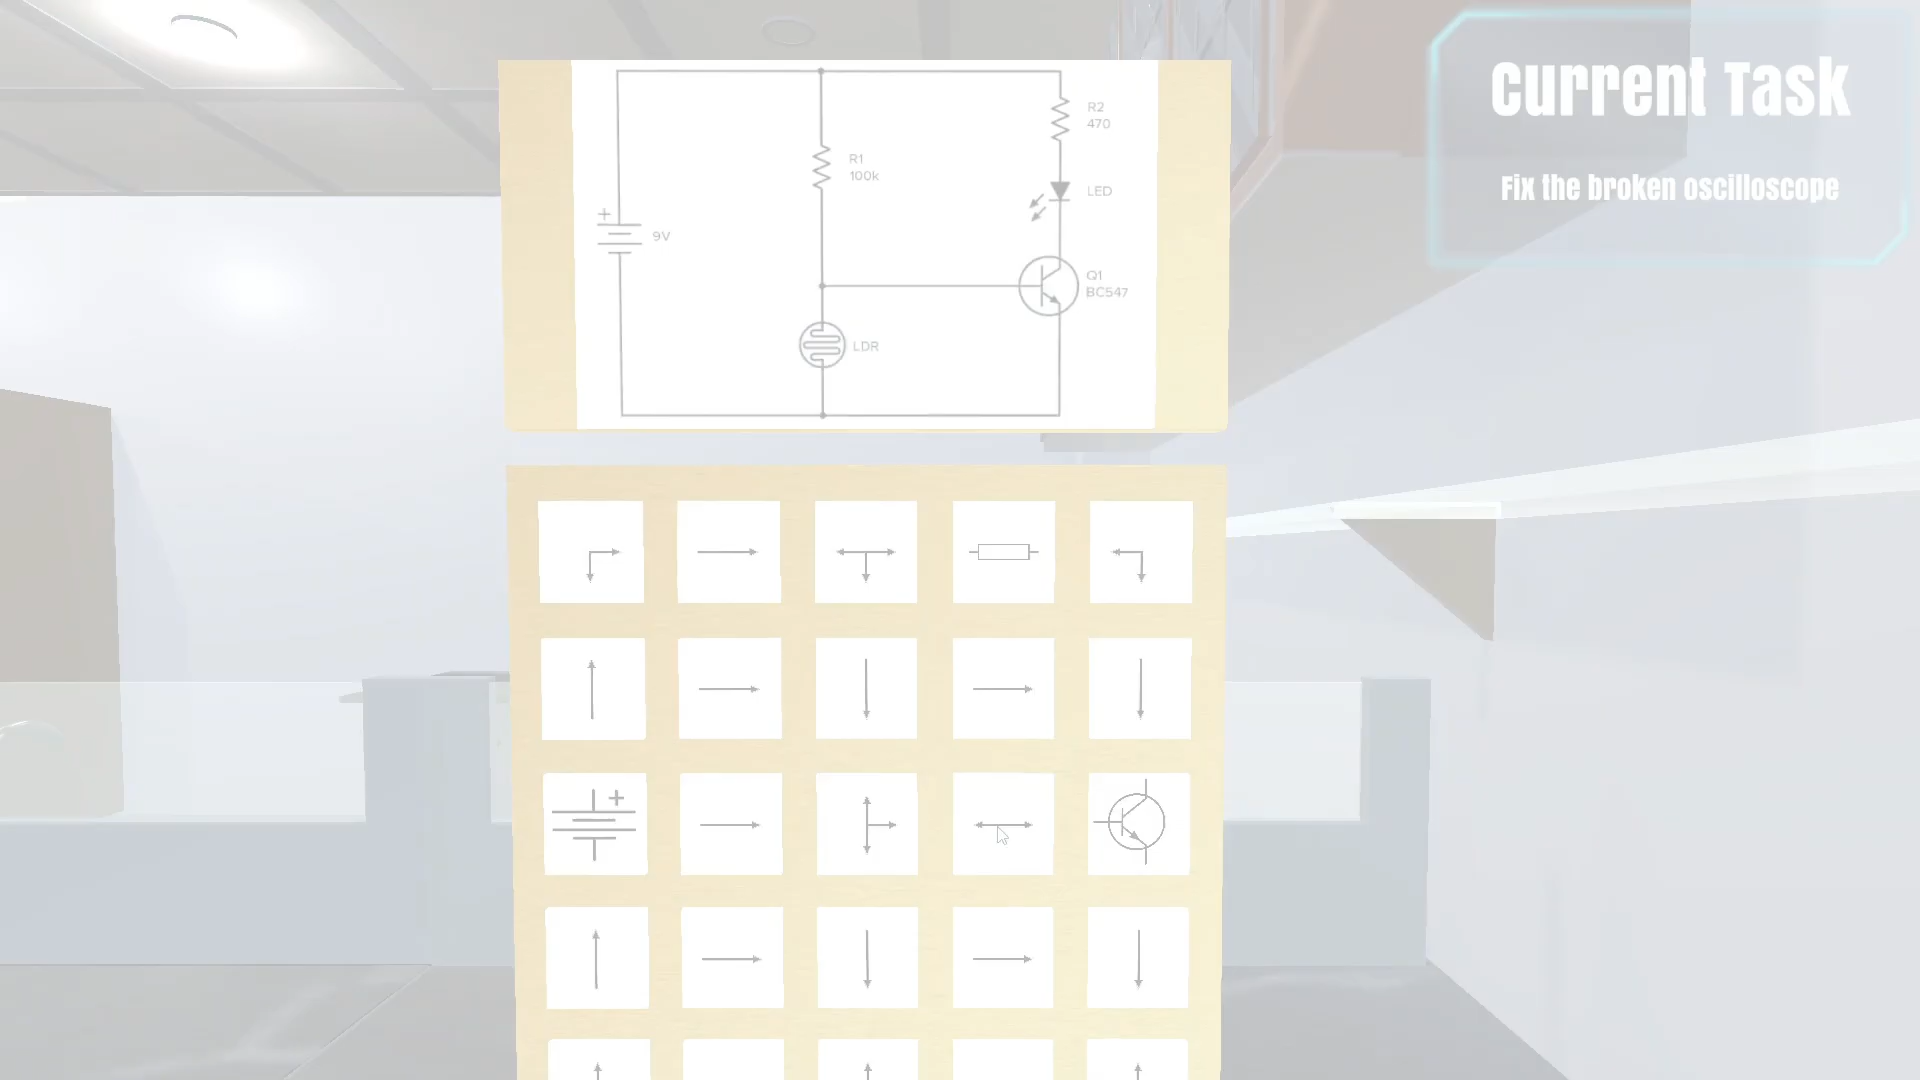 Current Task
Fix the broken oscilloscope
R2
470
R1
100k
LED
+
9V
Q1
BC547
LDR
+